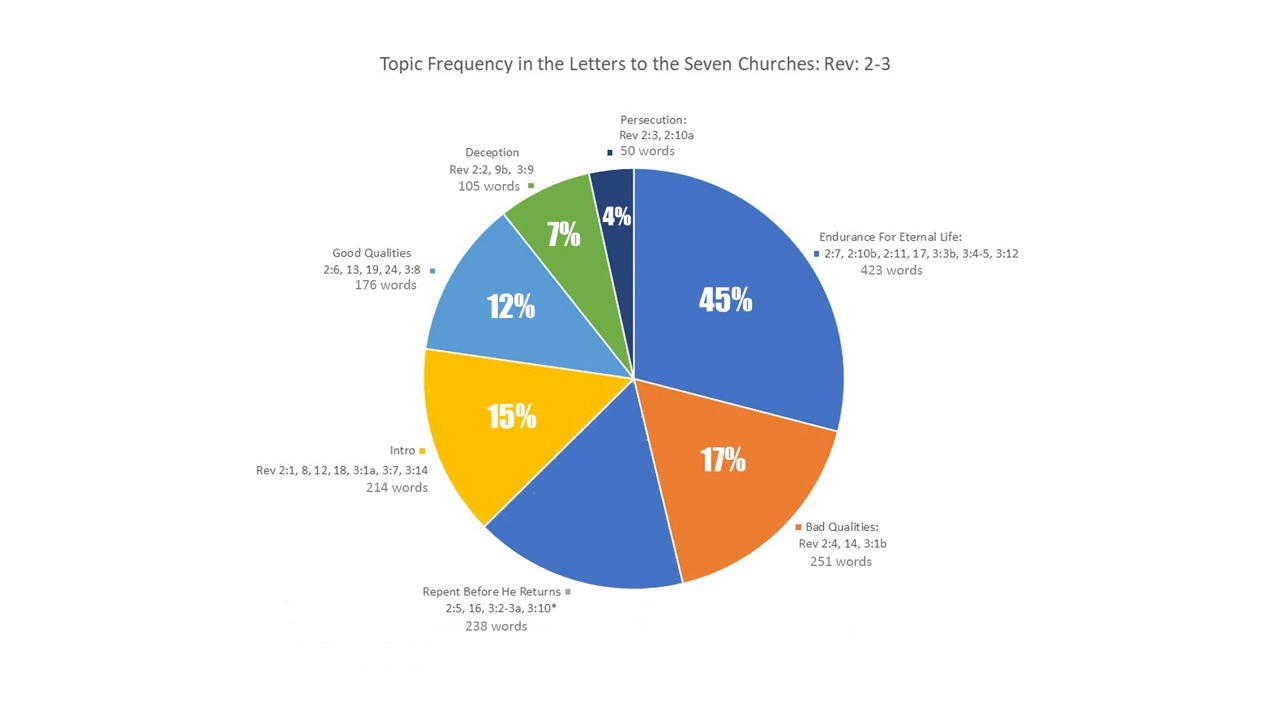 Topic Frequency in the Letters to the Seven Churches: Rev: 2-3
Persecution:
Rev 2:3, 2:10a
50 words
Deception
Rev 2:2, 9b, 3:9
105 words
4%
7%
Endurance For Eternal Life:
2:7, 2:10b, 2:11, 17, 3:3b, 3:4-5, 3:12
423 words
Good Qualities
2:6, 13, 19, 24, 3:8
176 words
45%
12%
15%
17%
Intro
Rev 2:1, 8, 12, 18, 3:1a, 3:7, 3:14
214 words
Bad Qualities:
Rev 2:4, 14, 3:1b
251 words
Repent Before He Returns
2:5, 16, 3:2-3a, 3:10*
238 words